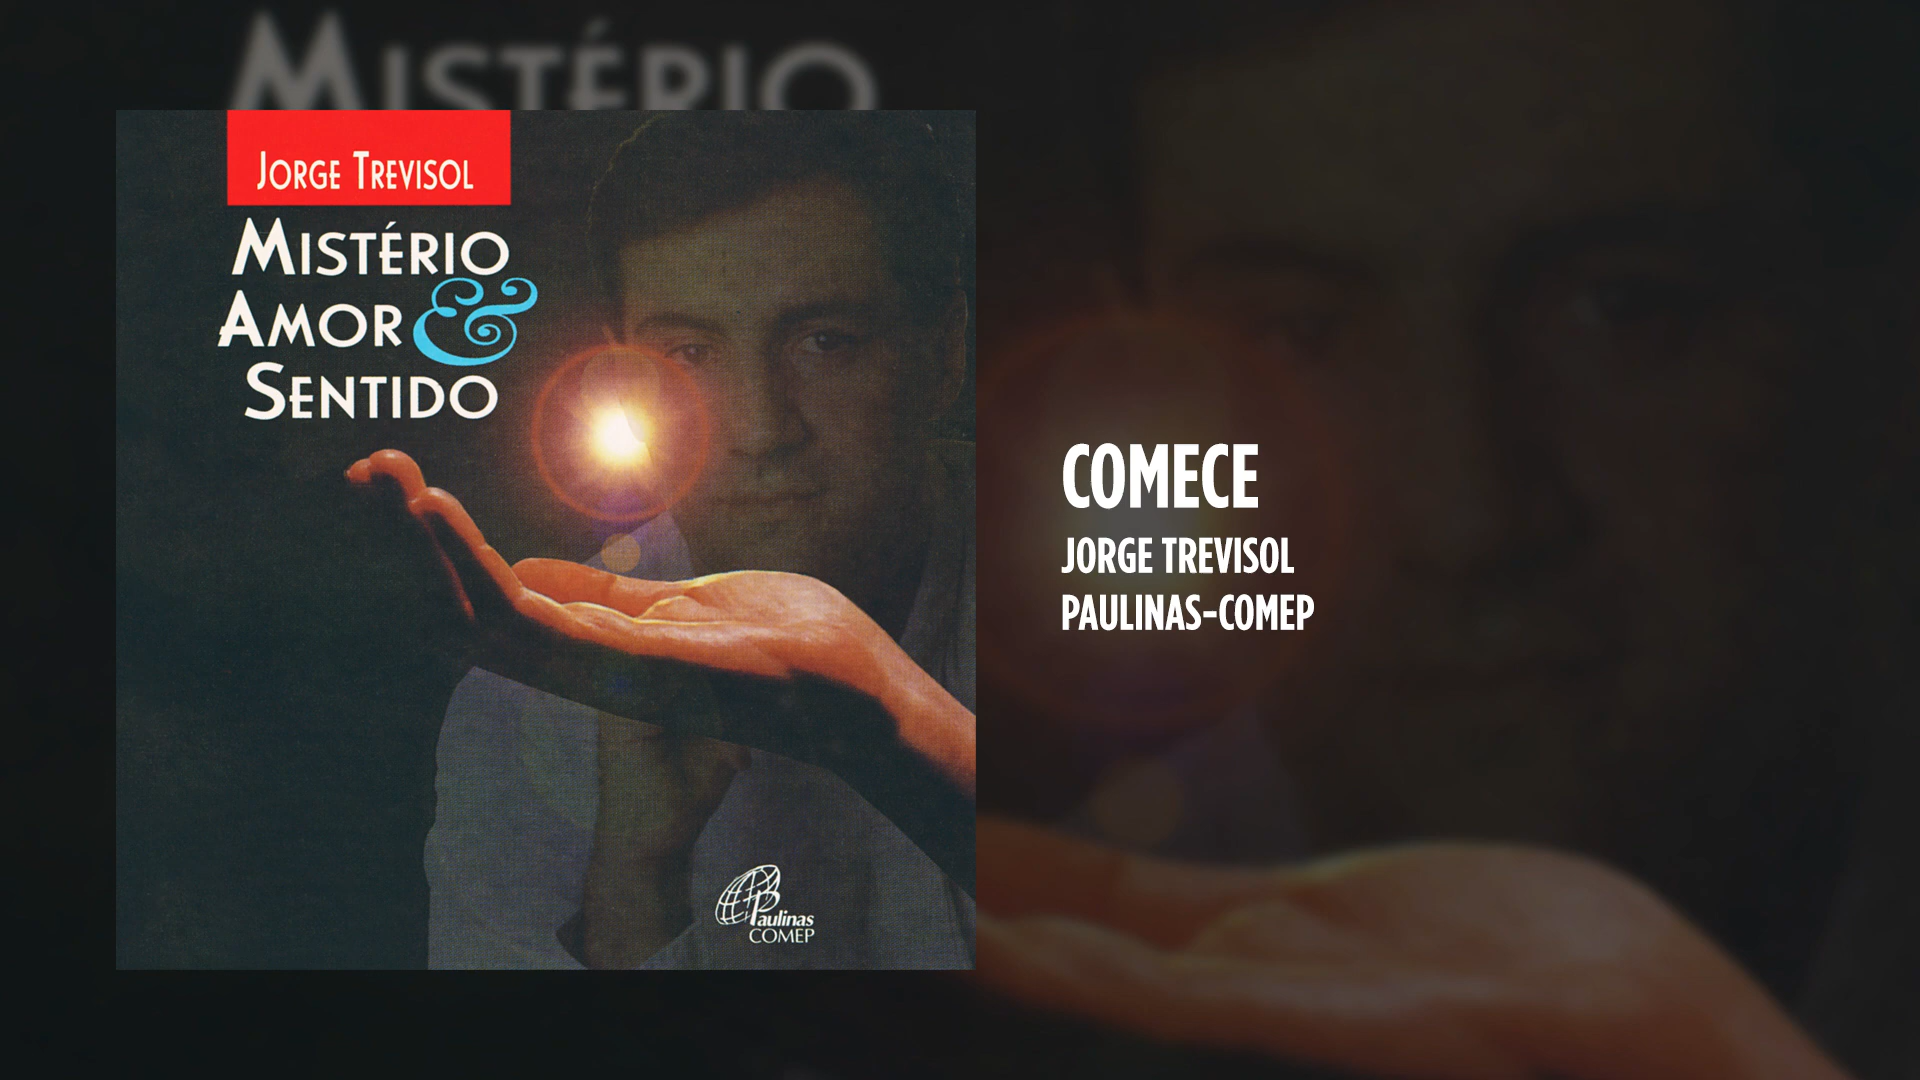 MISTÉRIO
JORGE TREVISOL
MISTÉRIO
AMOR &
SENTIDO
Paulinas
COMEP
COMECE
JORGE TREVISOL
PAULINAS-COMEP